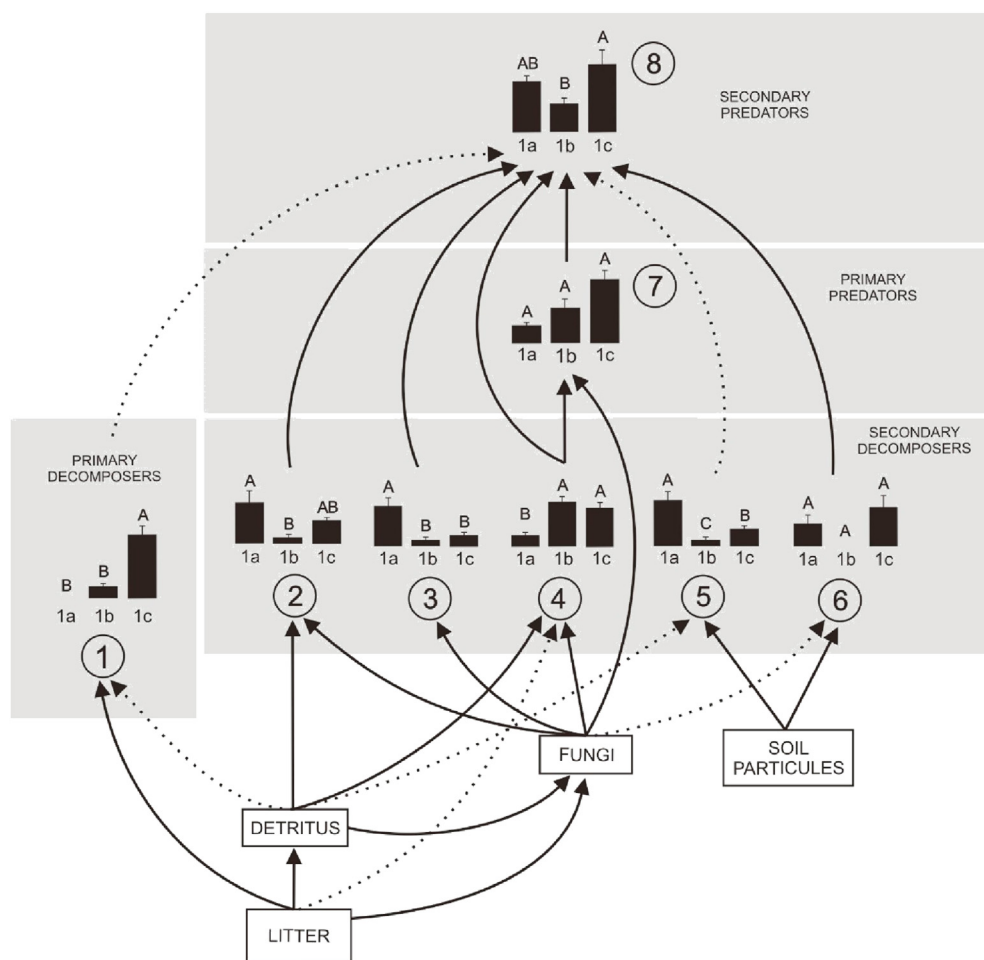 A
AB
B
8
1a
1b
1c
SECONDARY
PREDATORS
A
A
A
7
1a
1b
1c
PRIMARY
PREDATORS
SECONDARY
DECOMPOSERS
PRIMARY
DECOMPOSERS
A
B
B
1a
1b
1c
1
A
B
AB
1a
1b
1c
2
A
B
B
1a
1b
1c
3
B
A
A
1a
1b
1c
4
A
C
B
1a
1b
1c
5
A
A
A
1a
1b
1c
6
FUNGI
SOIL
PARTICULES
DETRITUS
LITTER